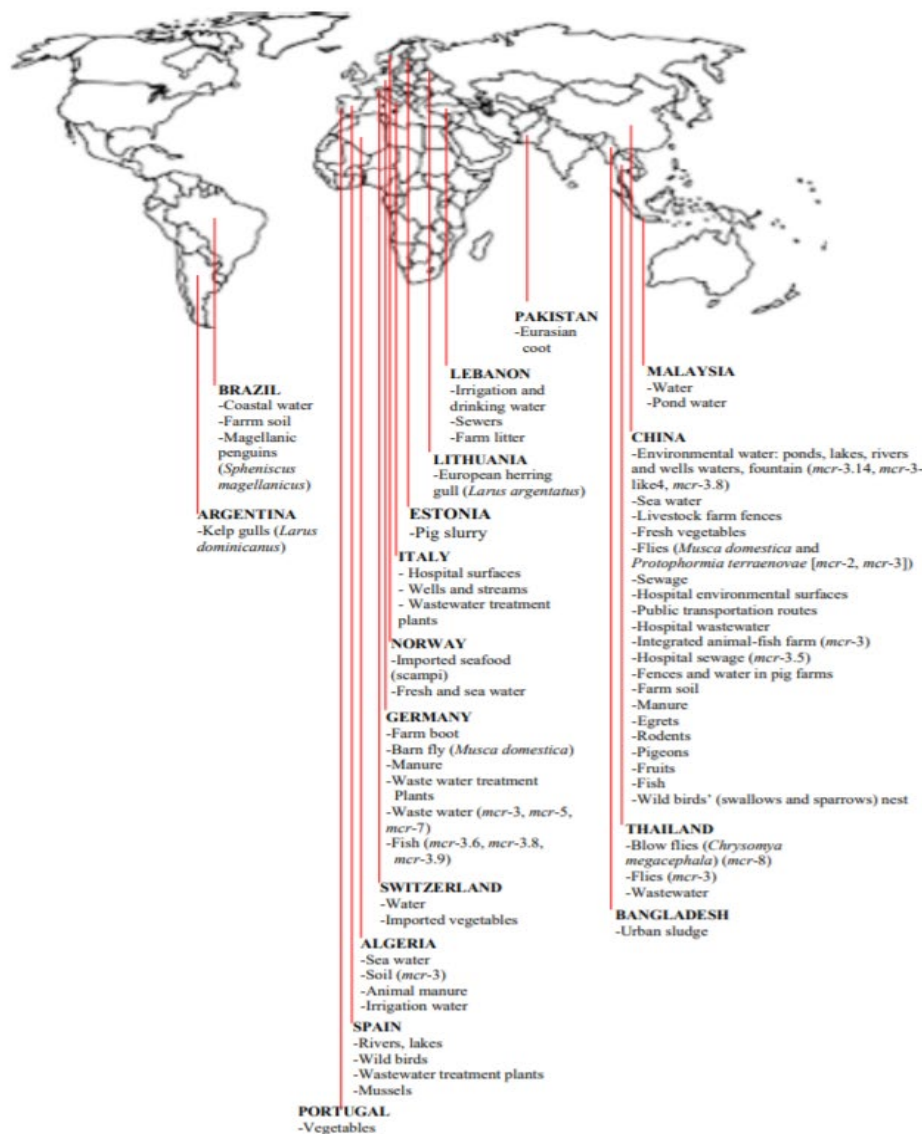 PAKISTAN
-Eurasian
coot
LEBANON
-Irrigation and
drinking water
-Sewers
-Farm litter
MALAYSIA
-Water
-Pond water
BRAZIL
-Coastal water
-Farrm soil
-Magellanic
penguins
(Spheniscus
magellanicus)
CHINA
-Environmental water: ponds, lakes, rivers
and wells waters, fountain (mcr-3.14, mcr-3-
like4, mcr-3.8)
-Sea water
-Livestock farm fences
-Fresh vegetables
-Flies (Musca domestica and
Protophormia terraenovae [mcr-2, mcr-3])
-Sewage
-Hospital environmental surfaces
-Public transportation routes
-Hospital wastewater
-Integrated animal-fish farm (mcr-3)
-Hospital sewage (mcr-3.5)
-Fences and water in pig farms
-Farm soil
-Manure
-Egrets
-Rodents
-Pigeons
-Fruits
-Fish
-Wild birds’ (swallows and sparrows) nest
LITHUANIA
-European herring
gull (Larus argentatus)
ARGENTINA
-Kelp gulls (Larus
dominicanus)
ESTONIA
-Pig slurry
ITALY
- Hospital surfaces
- Wells and streams
- Wastewater treatment
plants
NORWAY
-Imported seafood
(scampi)
-Fresh and sea water
GERMANY
-Farm boot
-Barn fly (Musca domestica)
-Manure
-Waste water treatment
Plants
-Waste water (mcr-3, mcr-5,
mcr-7)
-Fish (mcr-3.6, mcr-3.8,
mcr-3.9)
THAILAND
-Blow flies (Chrysomya
megacephala) (mcr-8)
-Flies (mcr-3)
-Wastewater
SWITZERLAND
-Water
-Imported vegetables
BANGLADESH
-Urban sludge
ALGERIA
-Sea water
-Soil (mcr-3)
-Animal manure
-Irrigation water
SPAIN
-Rivers, lakes
-Wild birds
-Wastewater treatment plants
-Mussels
PORTUGAL
-Vegetables